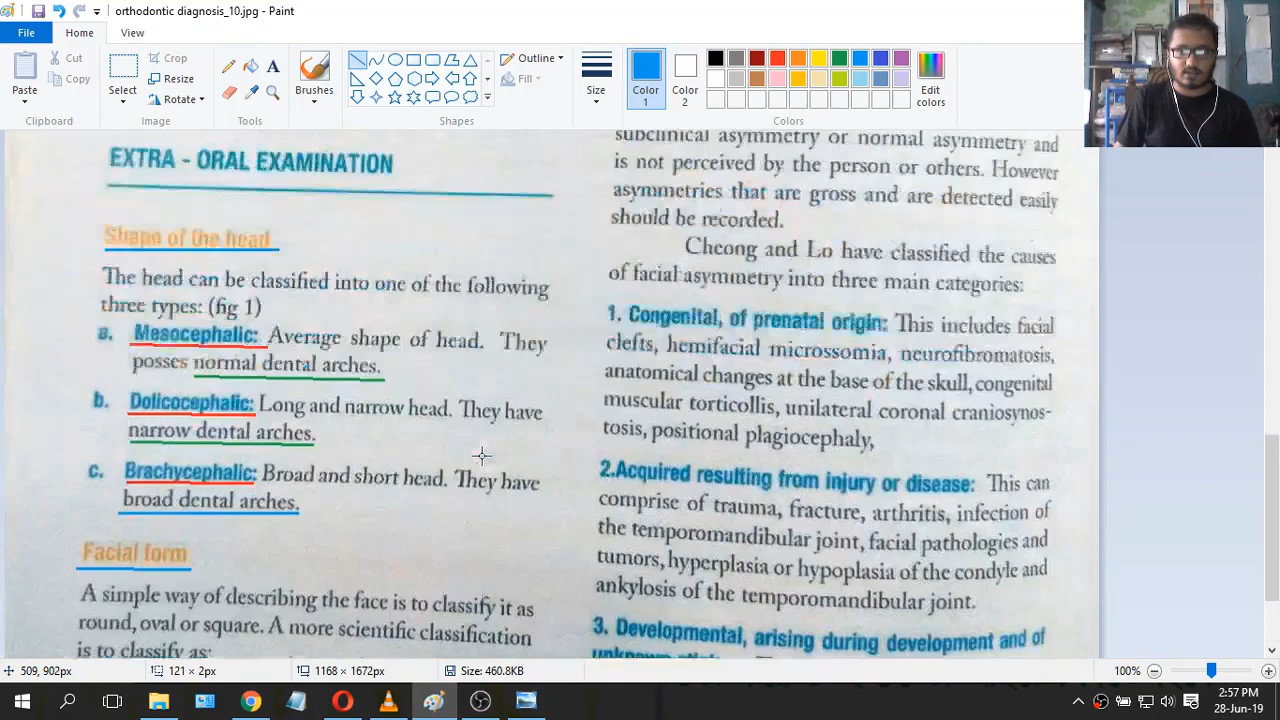 orthodontic diagnosis_10.jpg - Paint
File
Home
View
Paste
Cut
Copy
Clipboard
Select
Crop
Resize
Rotate
Image
Tools
Brushes
Outline
Fill
Shapes
Size
Color 1
Color 2
Edit colors
Colors
EXTRA - ORAL EXAMINATION
Shape of the head
The head can be classified into one of the following
three types: (fig 1)
a. Mesocephalic: Average shape of head. They
posses normal dental arches.
b. Dolicocephalic: Long and narrow head. They have
narrow dental arches.
c. Brachycephalic: Broad and short head. They have
broad dental arches.
Facial form
A simple way of describing the face is to classify it as
round, oval or square. A more scientific classification
is to classify as:
subclinical asymmetry or normal asymmetry and
is not perceived by the person or others. However
asymmetries that are gross and are detected easily
should be recorded.
Cheong and Lo have classified the causes
of facial asymmetry into three main categories:
1. Congenital, of prenatal origin: This includes facial
clefts, hemifacial microssomia, neurofibromatosis,
anatomical changes at the base of the skull, congenital
muscular torticollis, unilateral coronal craniosynos-
tosis, positional plagiocephaly,
2.Acquired resulting from injury or disease: This can
comprise of trauma, fracture, arthritis, infection of
the temporomandibular joint, facial pathologies and
tumors, hyperplasia or hypoplasia of the condyle and
ankylosis of the temporomandibular joint.
3. Developmental, arising during development and of
509, 902px
121 × 2px
1168 × 1672px
Size: 460.8KB
100%
2:57 PM
28-Jun-19